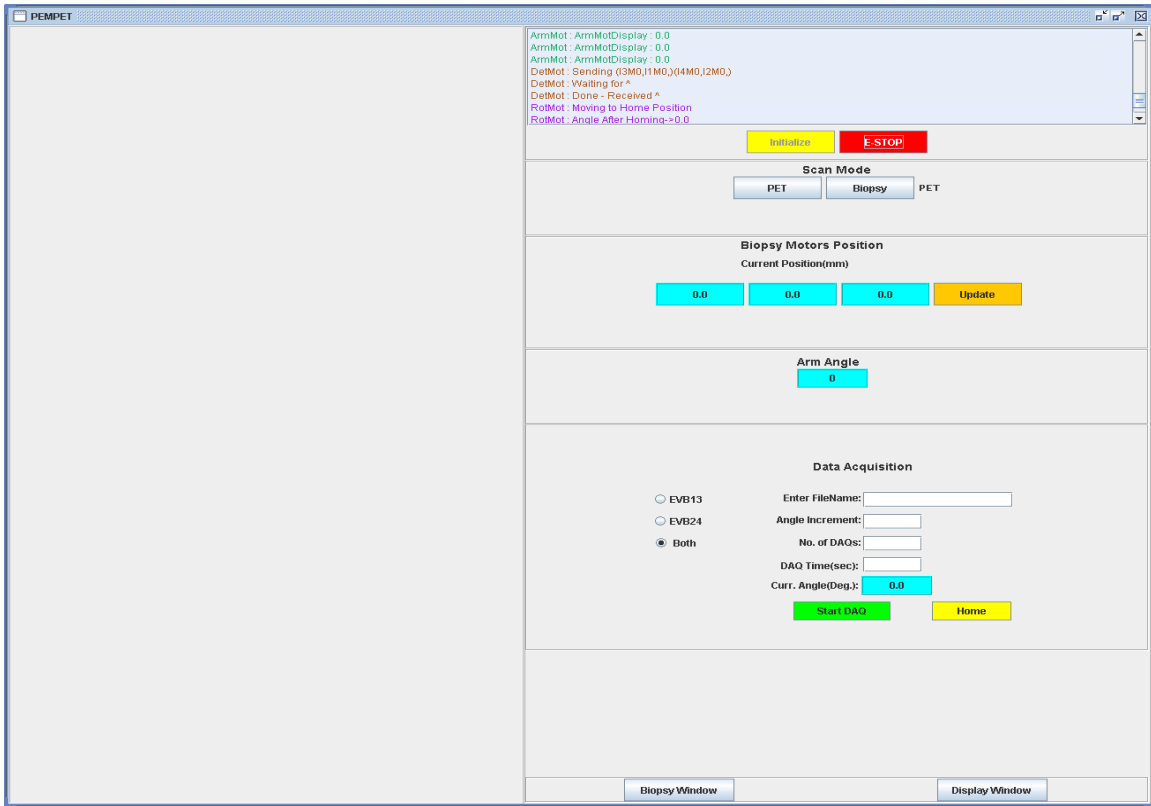 PEMPET
ArmMot : ArmMotDisplay : 0.0
ArmMot : ArmMotDisplay : 0.0
ArmMot : ArmMotDisplay : 0.0
DetMot : Sending (I3M0,I1M0,)(I4M0,I2M0,)
DetMot : Waiting for ^
DetMot : Done - Received ^
RotMot : Moving to Home Position
RotMot : Angle After Homing->0.0
Initialize E-STOP
Scan Mode
PET Biopsy PET
Biopsy Motors Position
Current Position(mm)
0.0 0.0 0.0 Update
Arm Angle
0
Data Acquisition
EVB13 Enter FileName:
EVB24 Angle Increment:
Both No. of DAQs:
DAQ Time(sec):
Curr. Angle(Deg.): 0.0
Start DAQ Home
Biopsy Window Display Window